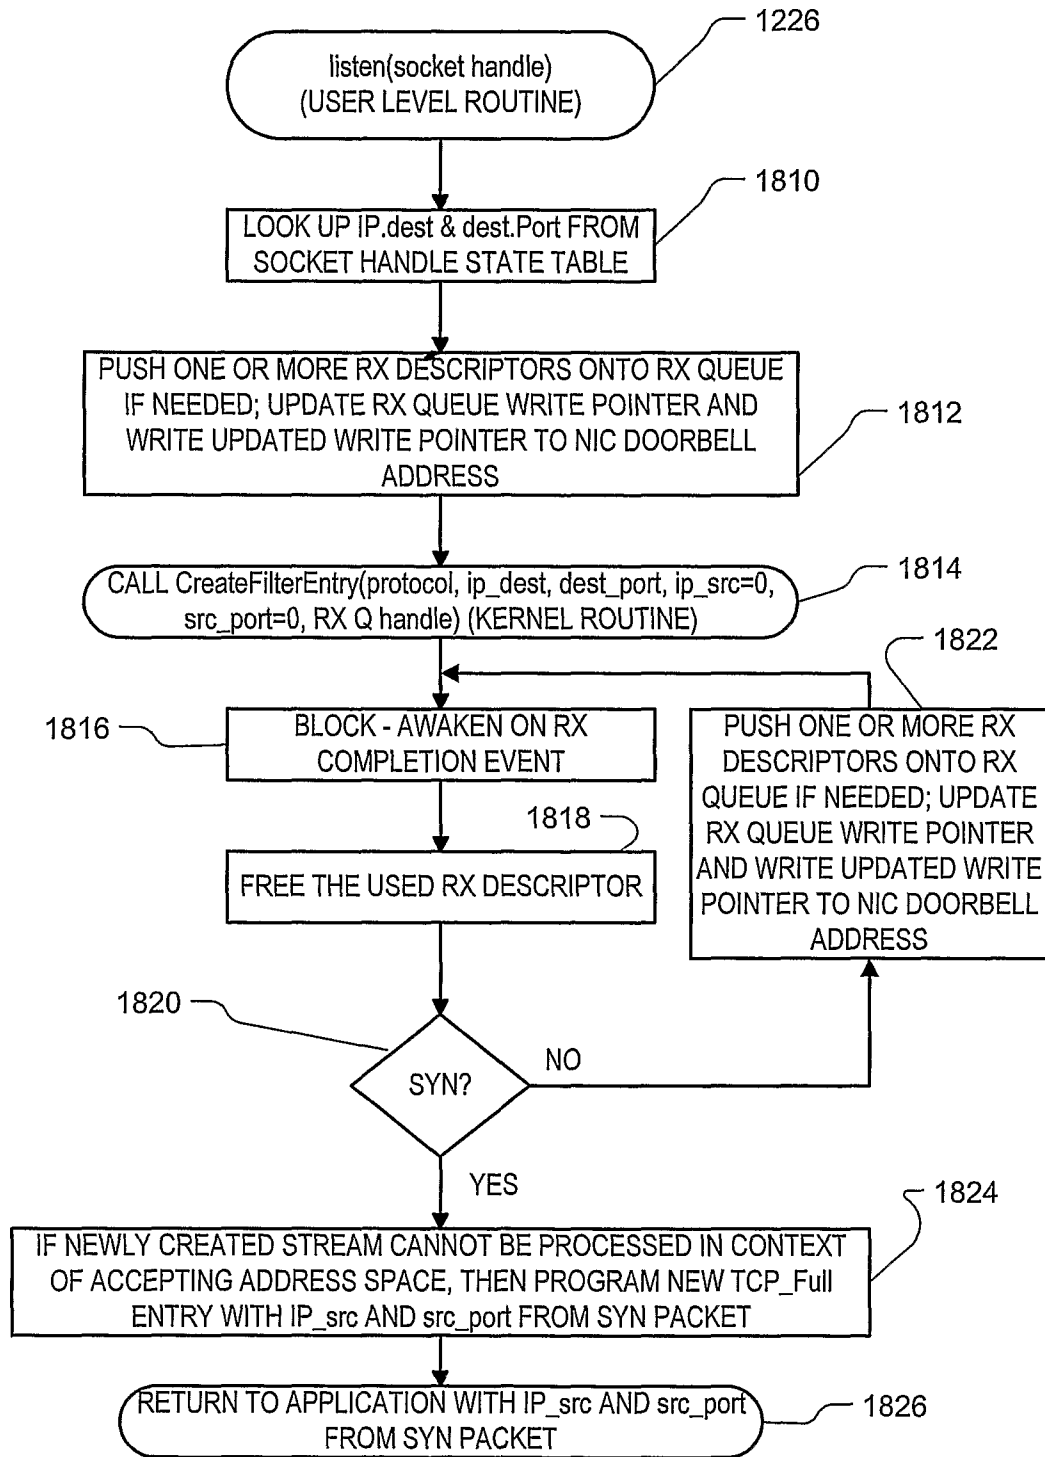 1226
listen(socket handle)
(USER LEVEL ROUTINE)
1810
LOOK UP IP.dest & dest.Port FROM
SOCKET HANDLE STATE TABLE
PUSH ONE OR MORE RX DESCRIPTORS ONTO RX QUEUE
IF NEEDED; UPDATE RX QUEUE WRITE POINTER AND
WRITE UPDATED WRITE POINTER TO NIC DOORBELL
ADDRESS
1812
CALL CreateFilterEntry(protocol, ip_dest, dest_port, ip_src=0,
src_port=0, RX Q handle) (KERNEL ROUTINE)
1814
1822
1816
BLOCK - AWAKEN ON RX
COMPLETION EVENT
PUSH ONE OR MORE RX
DESCRIPTORS ONTO RX
QUEUE IF NEEDED; UPDATE
RX QUEUE WRITE POINTER
AND WRITE UPDATED WRITE
POINTER TO NIC DOORBELL
ADDRESS
1818
FREE THE USED RX DESCRIPTOR
1820
SYN?
NO
YES
1824
IF NEWLY CREATED STREAM CANNOT BE PROCESSED IN CONTEXT
OF ACCEPTING ADDRESS SPACE, THEN PROGRAM NEW TCP_Full
ENTRY WITH IP_src AND src_port FROM SYN PACKET
RETURN TO APPLICATION WITH IP_src AND src_port
FROM SYN PACKET
1826